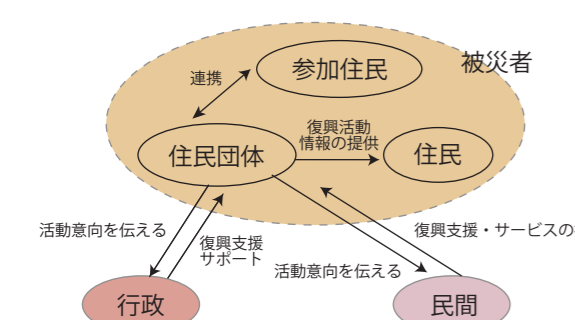 被災者
参加住民
連携
復興活動
情報の提供
住民団体
住民
活動意向を伝える
復興支援
サポート
復興支援・サービスの
活動意向を伝える
行政
民間